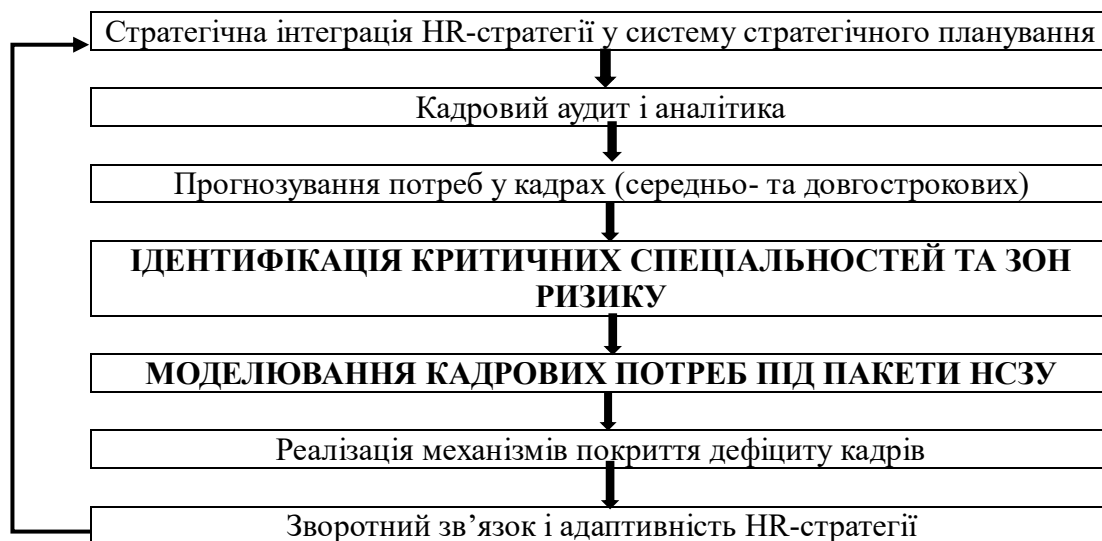 Стратегічна інтеграція HR-стратегії у систему стратегічного планування
Кадровий аудит і аналітика
Прогнозування потреб у кадрах (середньо- та довгострокових)
ІДЕНТИФІКАЦІЯ КРИТИЧНИХ СПЕЦІАЛЬНОСТЕЙ ТА ЗОН
РИЗИКУ
МОДЕЛЮВАННЯ КАДРОВИХ ПОТРЕБ ПІД ПАКЕТИ НСЗУ
Реалізація механізмів покриття дефіциту кадрів
Зворотний зв’язок і адаптивність HR-стратегії